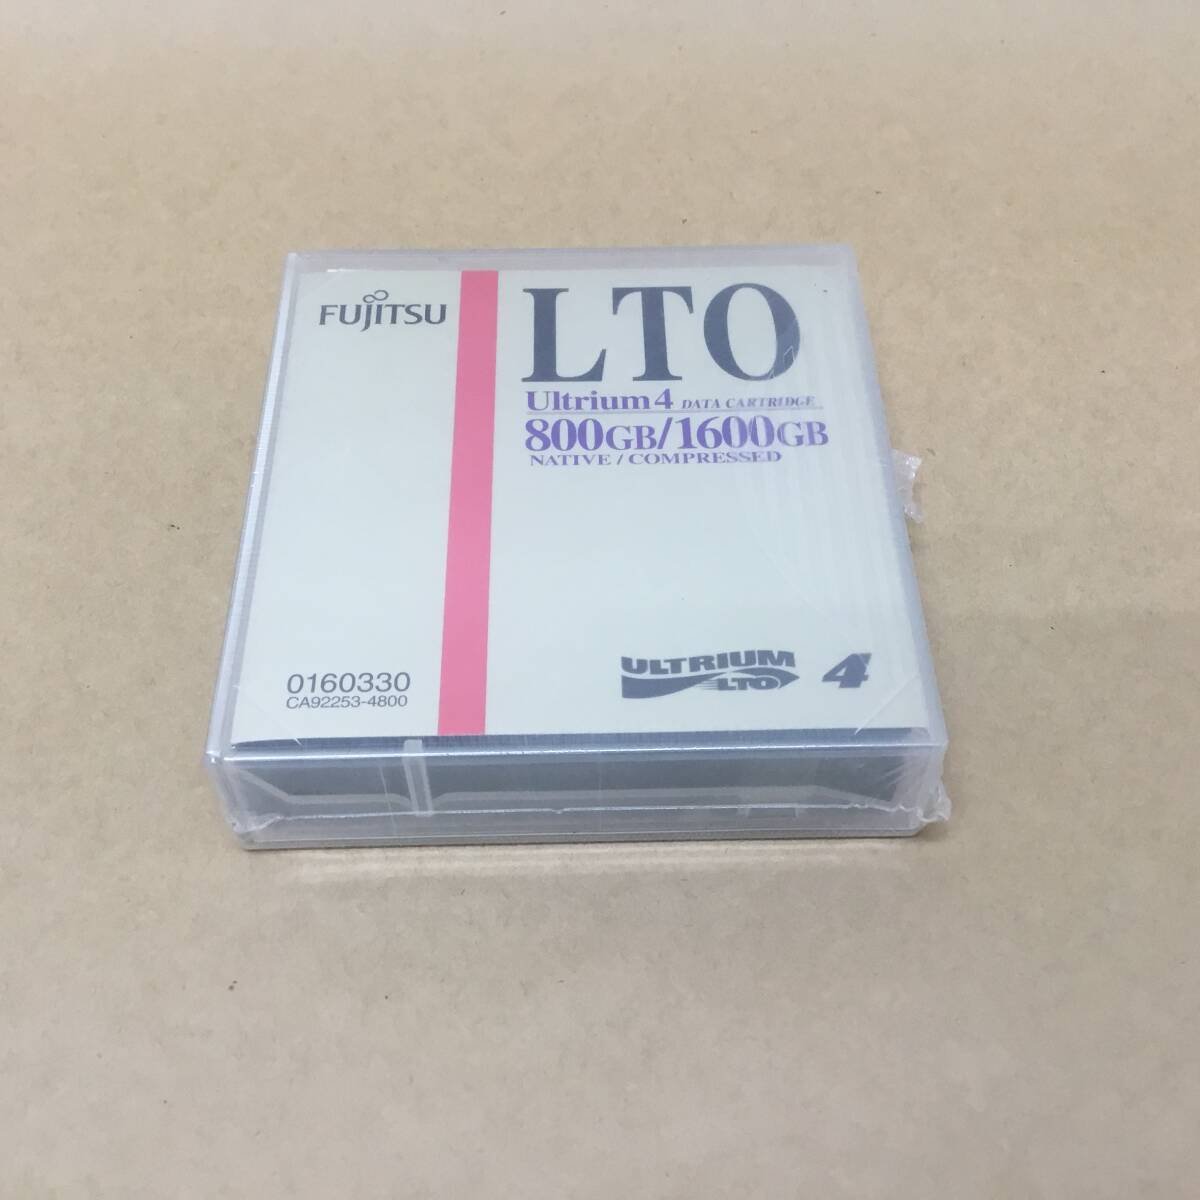 FUJITSU
LTO
Ultrium 4 DATA CARTRIDGE
800GB/1600GB
NATIVE / COMPRESSED
0160330
CA92253-4800
ULTRIUM 4
LTO